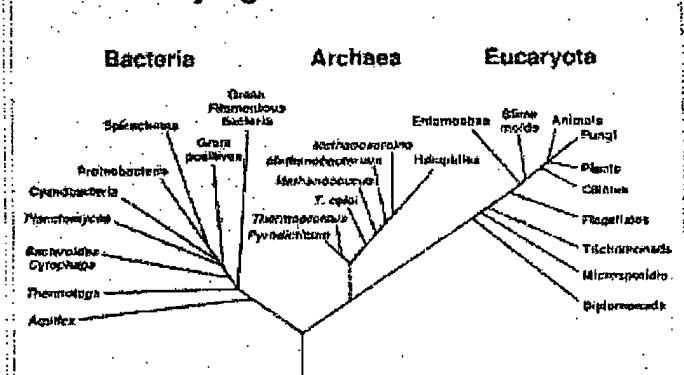 Bacteria
Archaea
Eucaryota
Green
Filamentous
bacteria
Spirochetes
Gram
positives
Proteobacteria
Cyanobacteria
Planctomyces
Bacteroides
Cytophaga
Thermotoga
Aquifex
Methanosarcina
Methanobacterium
Methanococcus
T. celer
Thermoproteus
Pyrodicticum
Halophiles
Entamoebae
Slime
molds
Animals
Fungi
Plants
Ciliates
Flagellates
Trichomonads
Microsporidia
Diplomonads